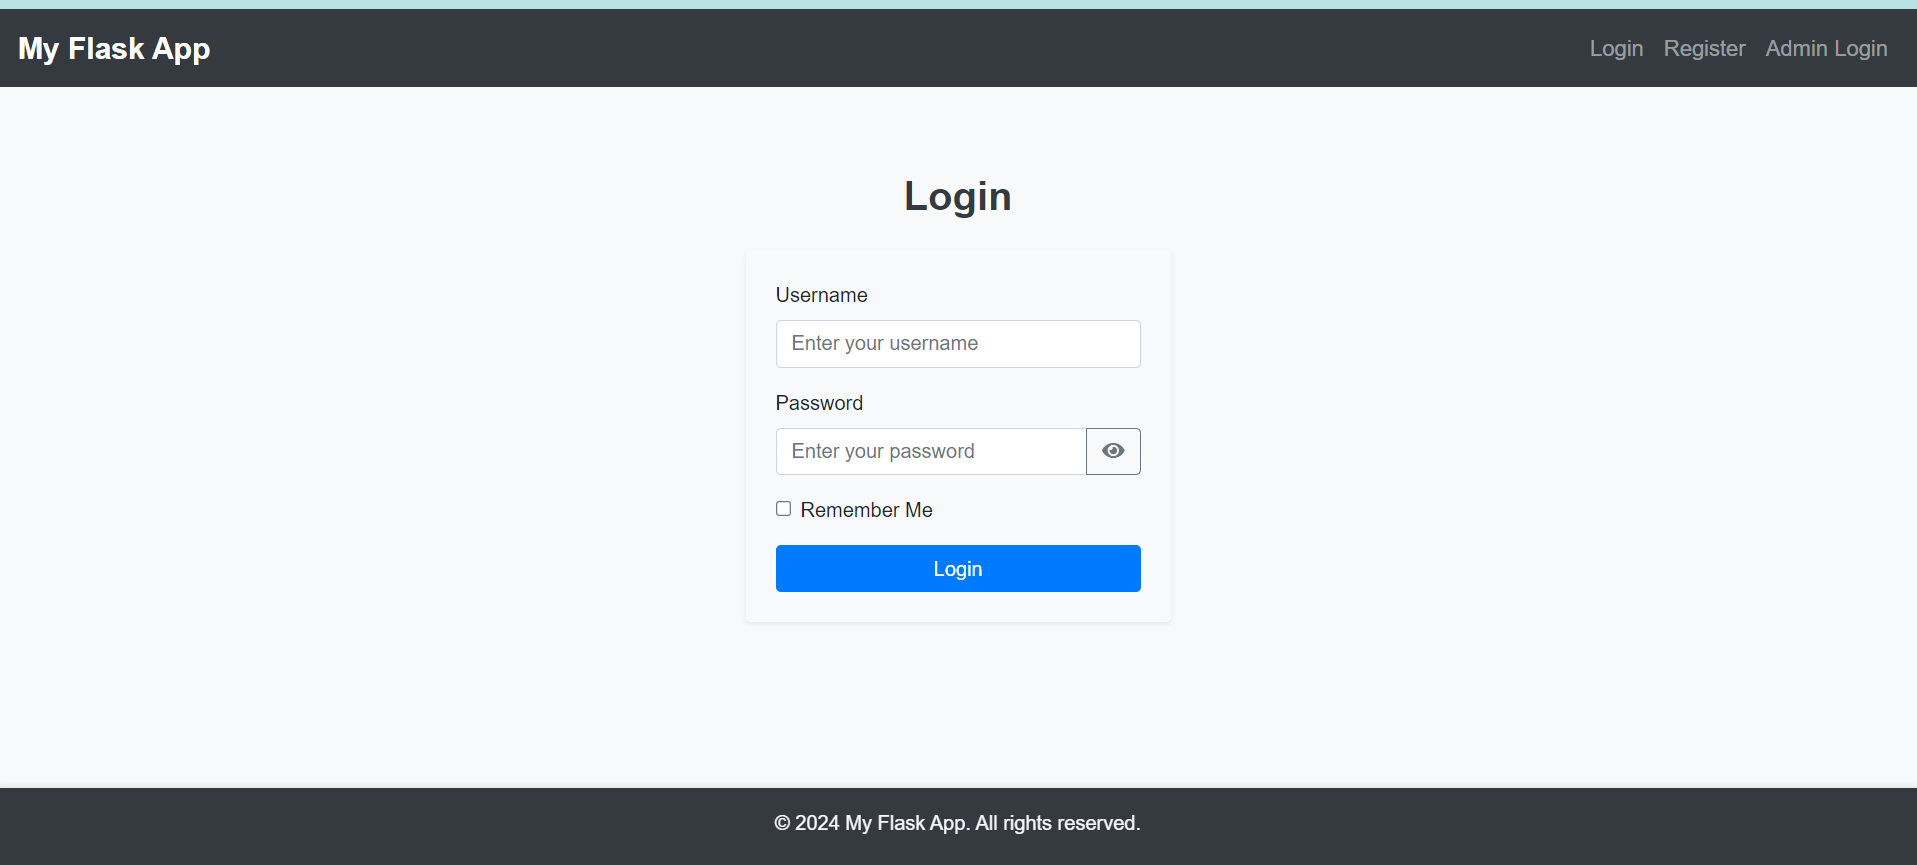 My Flask App
Login Register Admin Login
Login
Username
Enter your username
Password
Enter your password
Remember Me
Login
© 2024 My Flask App. All rights reserved.